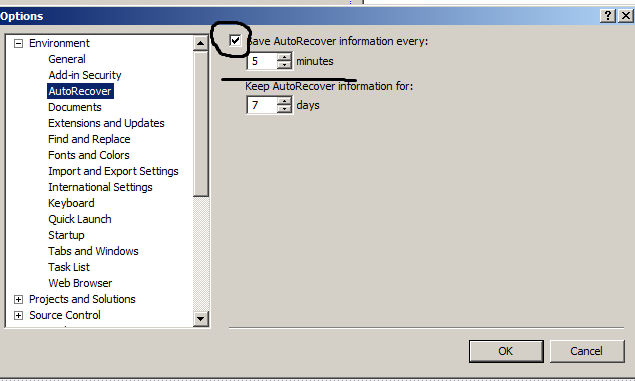 Options
Environment
General
Add-in Security
AutoRecover
Documents
Extensions and Updates
Find and Replace
Fonts and Colors
Import and Export Settings
International Settings
Keyboard
Quick Launch
Startup
Tabs and Windows
Task List
Web Browser
Projects and Solutions
Source Control
Save AutoRecover information every:
5 minutes
Keep AutoRecover information for:
7 days
OK
Cancel